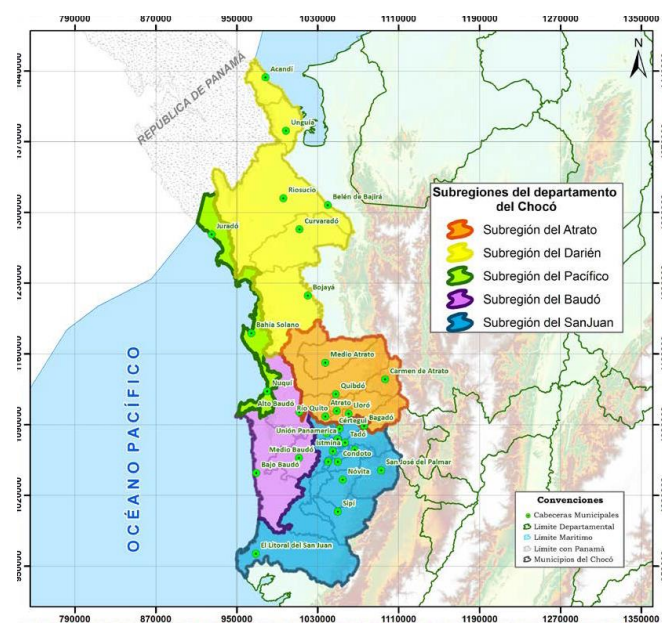 790000 870000 950000 1030000 1110000 1190000 1270000 1350000
N
REPÚBLICA DE PANAMÁ
Acandí
Unguía
Riosucio
Belén de Bajirá
Curvaredó
Juradó
Bojayá
Bahía Solano
Medio Atrato
Carmen de Atrato
Nuquí
Quibdó
Alto Baudó
Río Quito
Atrato
Lloró
Bagadó
Cértegui
Unión Panamerica
Tadó
Istmina
Medio Baudó
Condoto
Bajo Baudó
San José del Palmar
Nóvita
Sipí
El Litoral del San Juan
OCÉANO PACÍFICO
Subregiones del departamento
del Chocó
Subregión del Atrato
Subregión del Darién
Subregión del Pacífico
Subregión del Baudó
Subregión del SanJuan
Convenciones
Cabeceras Municipales
Límite Departamental
Límite Marítimo
Límite con Panamá
Municipios del Chocó
790000 870000 950000 1030000 1110000 1190000 1270000 1350000